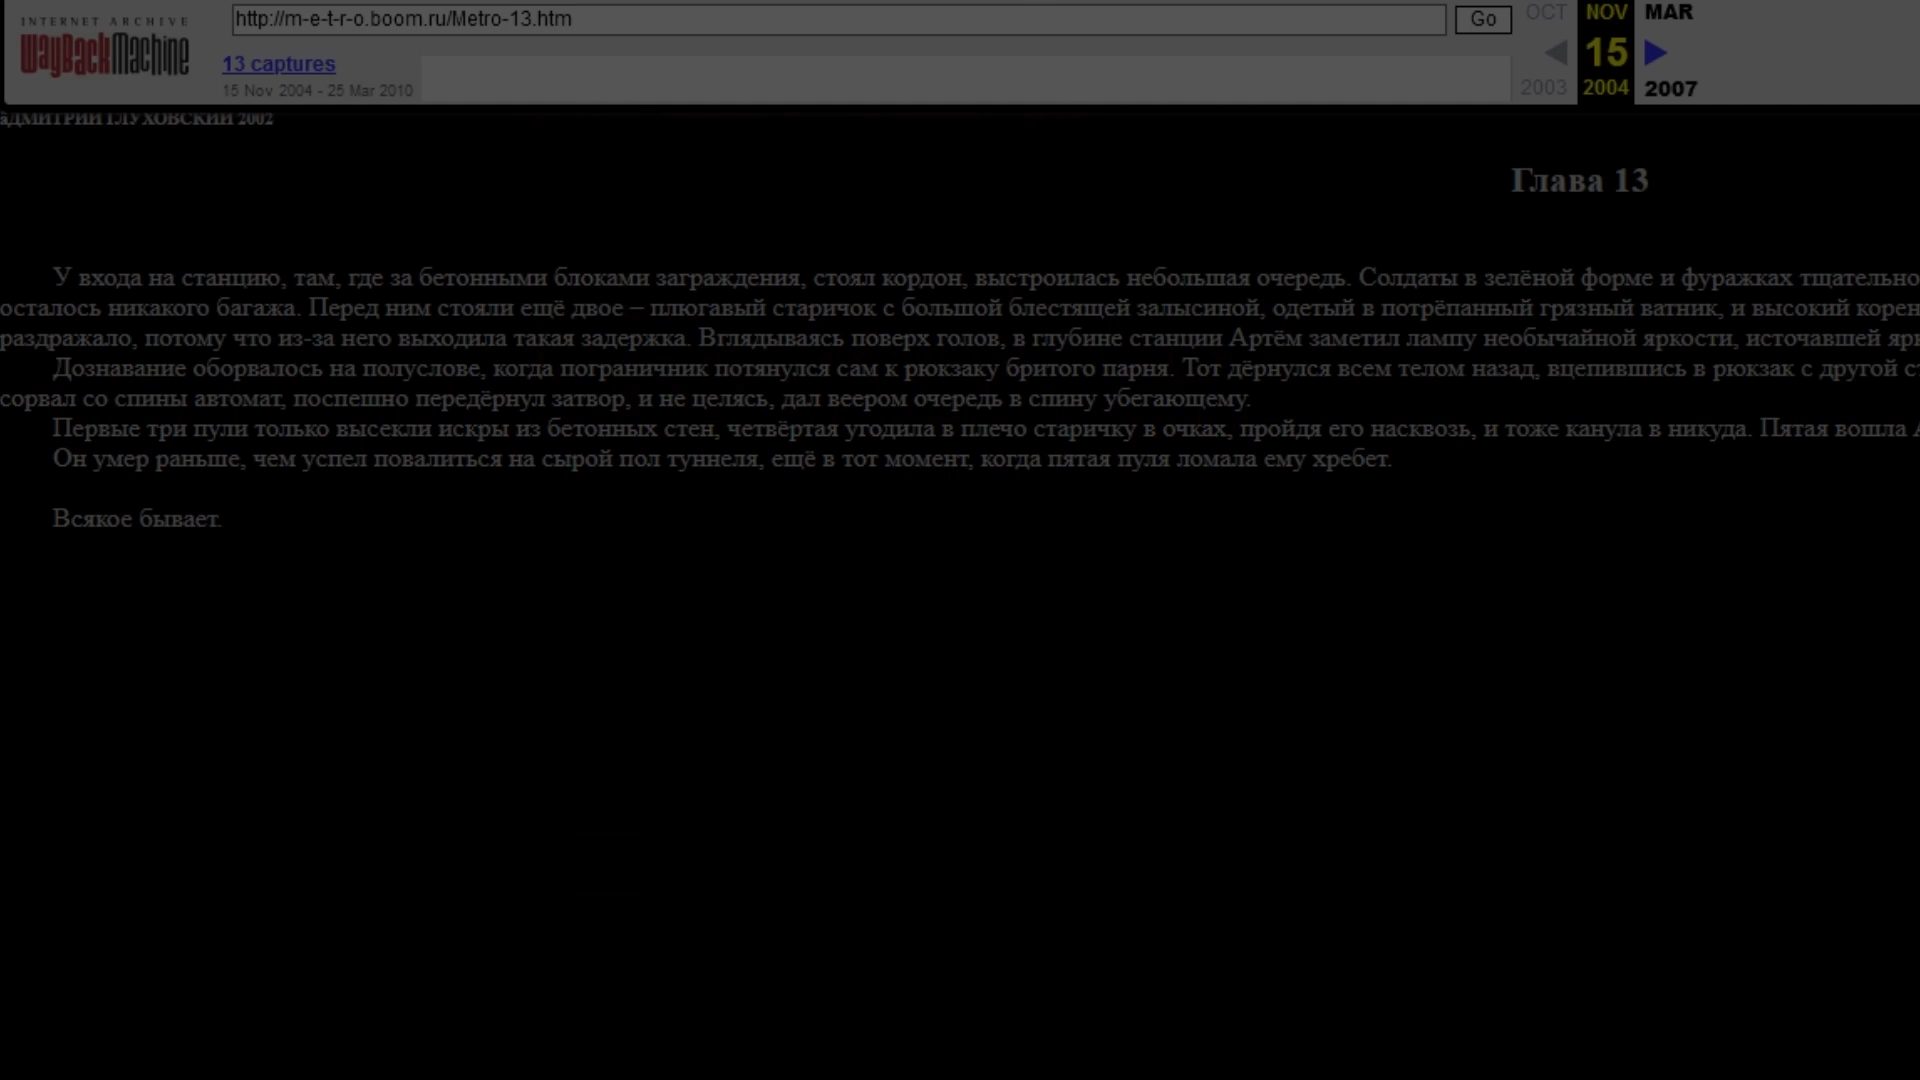 INTERNET ARCHIVE
WayBackMachine
http://m-e-t-r-o.boom.ru/Metro-13.htm
Go
13 captures
15 Nov 2004 - 25 Mar 2010
OCT NOV MAR
15
2003 2004 2007
ДМИТРИЙ ГЛУХОВСКИЙ 2002
Глава 13
У входа на станцию, там, где за бетонными блоками заграждения, стоял кордон, выстроилась небольшая очередь. Солдаты в зелёной форме и фуражках тщательно
осталось никакого багажа. Перед ним стояли ещё двое – плюгавый старичок с большой блестящей залысиной, одетый в потрёпанный грязный ватник, и высокий корен
раздражало, потому что из-за него выходила такая задержка. Вглядываясь поверх голов, в глубине станции Артём заметил лампу необычайной яркости, источавшей
Дознавание оборвалось на полуслове, когда пограничник потянулся сам к рюкзаку бритого парня. Тот дёрнулся всем телом назад, вцепившись в рюкзак с другой
сорвал со спины автомат, поспешно передёрнул затвор, и не целясь, дал веером очередь в спину убегающему.
Первые три пули только высекли искры из бетонных стен, четвёртая угодила в плечо старичку в очках, пройдя его насквозь, и тоже канула в никуда. Пятая вошла
Он умер раньше, чем успел повалиться на сырой пол туннеля, ещё в тот момент, когда пятая пуля ломала ему хребет.
Всякое бывает.